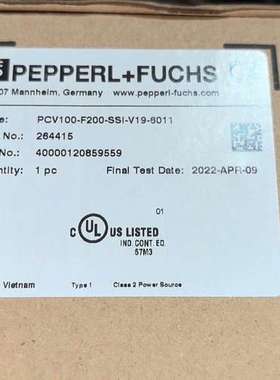 PEPPERL+FUCHS
07 Mannheim, Germany www.pepperl-fuchs.com
e: PCV100-F200-SSI-V19-6011
No.: 264415
No.: 40000120859559
ntity: 1 pc Final Test Date: 2022-APR-09
C UL US LISTED
IND. CONT. EQ.
57M3
Vietnam Type 1 Class 2 Power Source